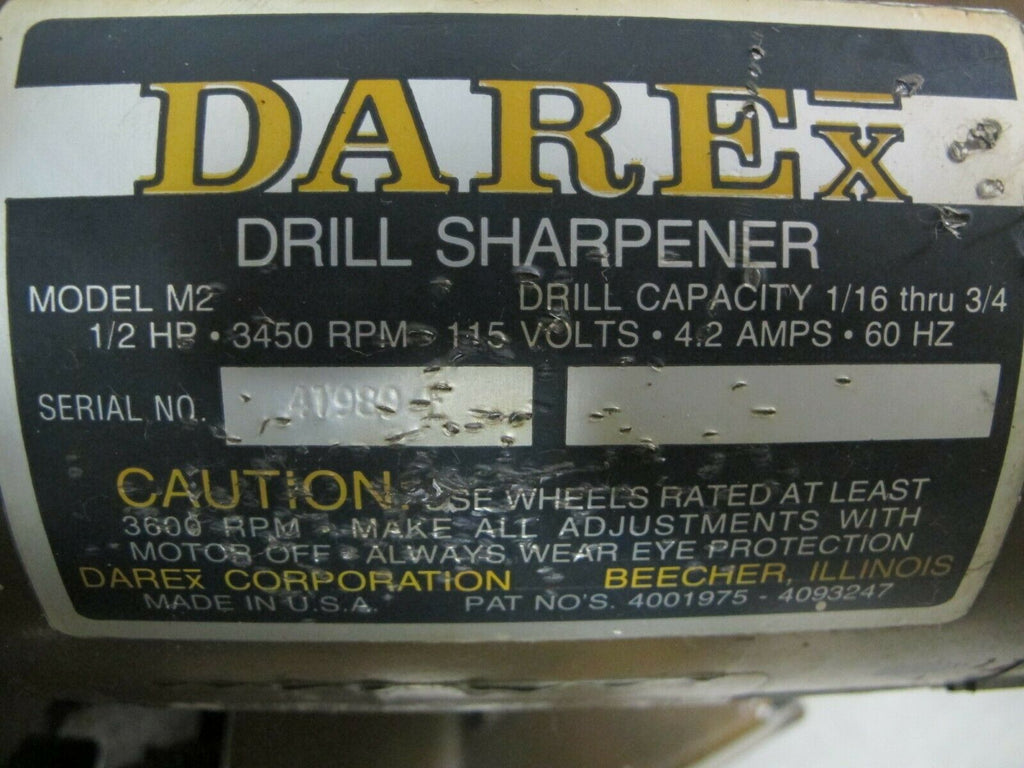 DAREX
DRILL SHARPENER
MODEL M2 DRILL CAPACITY 1/16 thru 3/4
1/2 HP • 3450 RPM • 115 VOLTS • 4.2 AMPS • 60 HZ
SERIAL NO. 41989
CAUTION: USE WHEELS RATED AT LEAST
3600 RPM • MAKE ALL ADJUSTMENTS WITH
MOTOR OFF • ALWAYS WEAR EYE PROTECTION
DAREX CORPORATION BEECHER, ILLINOIS
MADE IN U.S.A. PAT NO'S. 4001975 - 4093247